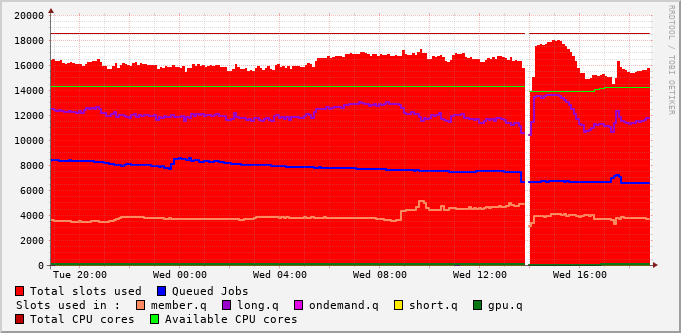 20000
18000
16000
14000
12000
10000
8000
6000
4000
2000
0
Tue 20:00 Wed 00:00 Wed 04:00 Wed 08:00 Wed 12:00 Wed 16:00
Total slots used Queued Jobs
Slots used in : member.q long.q ondemand.q short.q gpu.q
Total CPU cores Available CPU cores
RRDTOOL / TOBI OETIKER